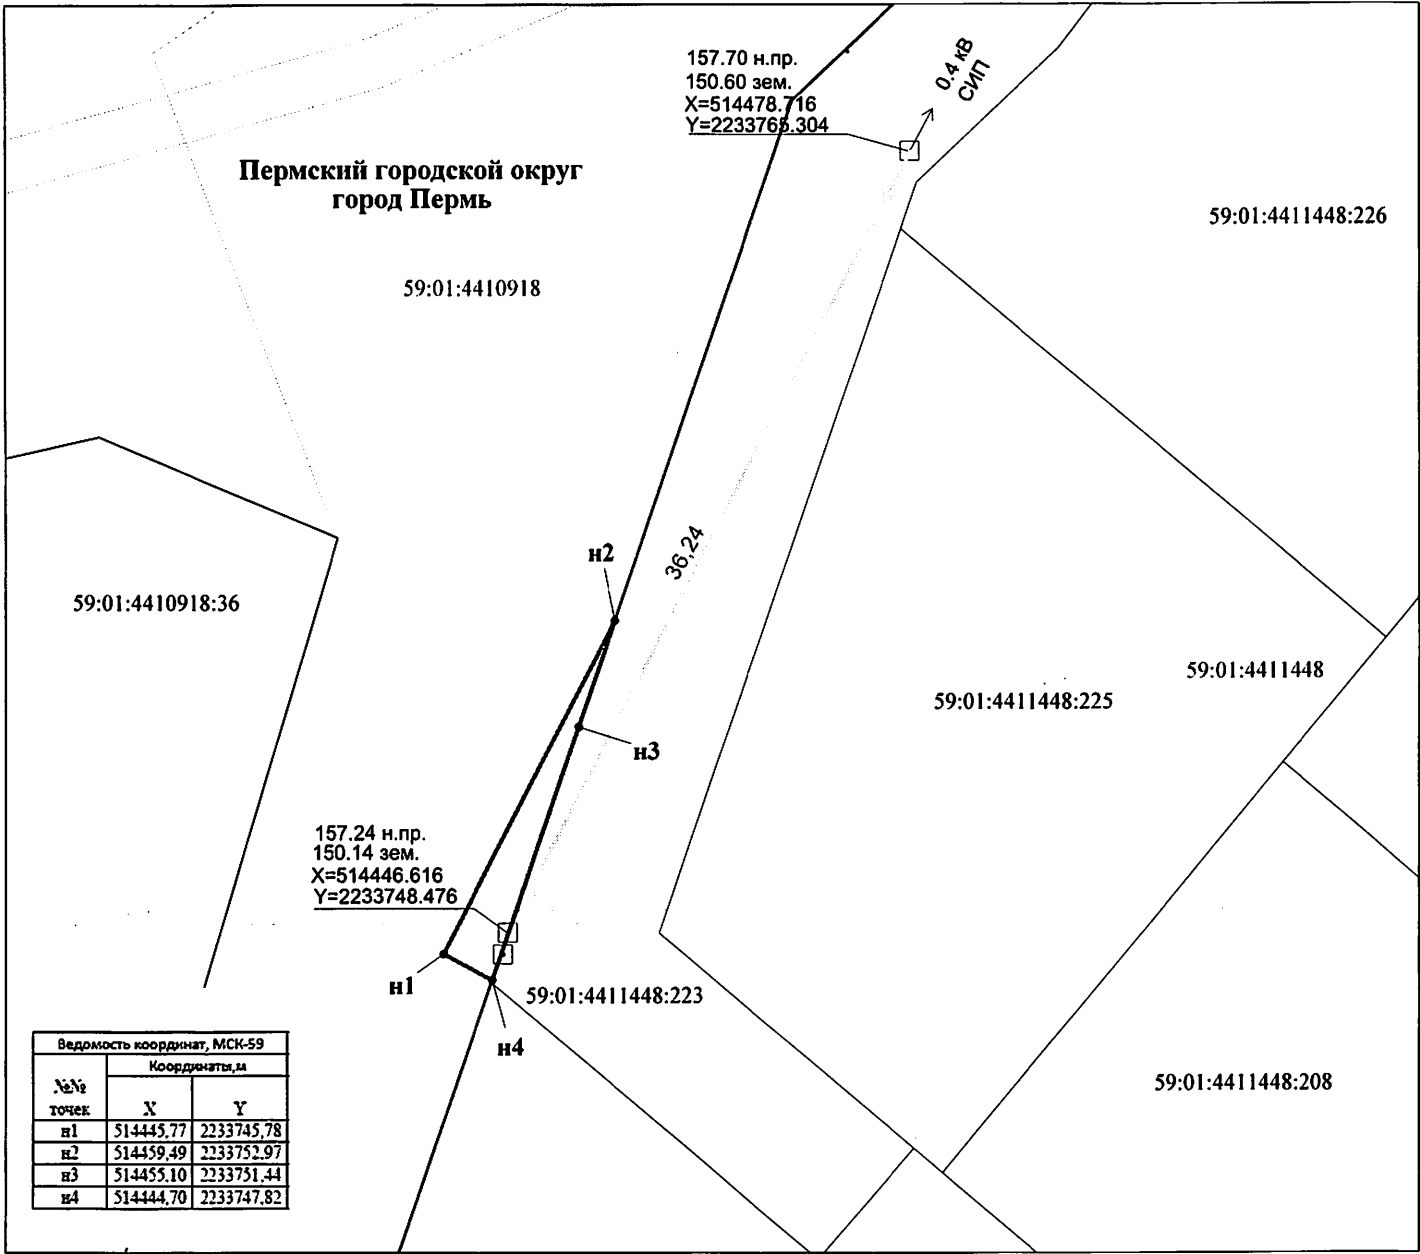 157.70 н.пр.
150.60 зем.
X=514478.716
Y=2233765.304
0.4 кВ
СИП
Пермский городской округ
город Пермь
59:01:4411448:226
59:01:4410918
36,24
н2
59:01:4410918:36
59:01:4411448
59:01:4411448:225
н3
157.24 н.пр.
150.14 зем.
X=514446.616
Y=2233748.476
н1
59:01:4411448:223
н4
59:01:4411448:208
Ведомость координат, МСК-59
№№ точек
Координаты,м
X Y
н1 514445,77 2233745,78
н2 514459,49 2233752,97
н3 514455,10 2233751,44
н4 514444,70 2233747,82